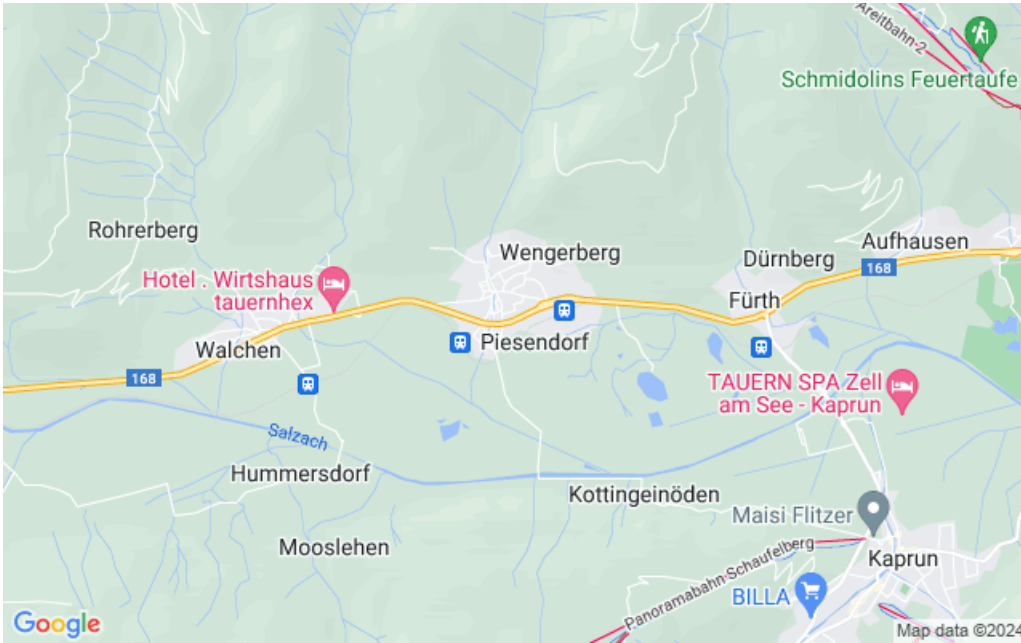 Areitbahn-2
Schmidolins Feuertaufe
Rohrerberg
Wengerberg
Aufhausen
Dürnberg
168
Hotel . Wirtshaus
tauernhex
Fürth
Piesendorf
Walchen
168
TAUERN SPA Zell
am See - Kaprun
Salzach
Hummersdorf
Kottingeinöden
Maisi Flitzer
Mooslehen
Panoramabahn-Schaufelberg
Kaprun
BILLA
Google
Map data ©2024